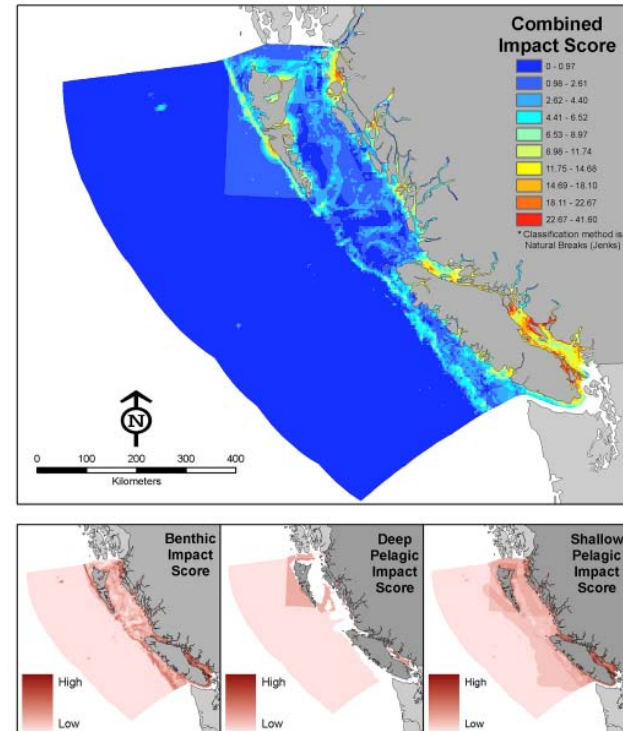 Combined
Impact Score
0 - 0.97
0.98 - 2.61
2.62 - 4.40
4.41 - 6.52
6.53 - 8.97
8.98 - 11.74
11.75 - 14.68
14.69 - 18.10
18.11 - 22.67
22.67 - 41.60
* Classification method is
Natural Breaks (Jenks)
N
0 100 200 300 400
Kilometers
Benthic
Impact
Score
High
Low
Deep
Pelagic
Impact
Score
High
Low
Shallow
Pelagic
Impact
Score
High
Low